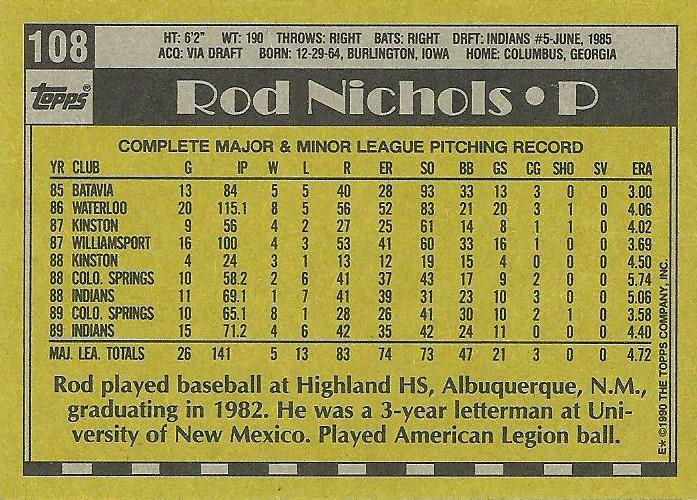 108
HT: 6'2" WT: 190 THROWS: RIGHT BATS: RIGHT DRFT: INDIANS #5-JUNE, 1985
ACQ: VIA DRAFT BORN: 12-29-64, BURLINGTON, IOWA HOME: COLUMBUS, GEORGIA
Topps®
Rod Nichols • P
COMPLETE MAJOR & MINOR LEAGUE PITCHING RECORD
YR CLUB G IP W L R ER SO BB GS CG SHO SV ERA
85 BATAVIA 13 84 5 5 40 28 93 33 13 3 0 0 3.00
86 WATERLOO 20 115.1 8 5 56 52 83 21 20 3 1 0 4.06
87 KINSTON 9 56 4 2 27 25 61 14 8 1 1 0 4.02
87 WILLIAMSPORT 16 100 4 3 53 41 60 33 16 1 0 0 3.69
88 KINSTON 4 24 3 1 13 12 19 15 4 0 0 0 4.50
88 COLO. SPRINGS 10 58.2 2 6 41 37 43 17 9 2 0 0 5.74
88 INDIANS 11 69.1 1 7 41 39 31 23 10 3 0 0 5.06
89 COLO. SPRINGS 10 65.1 8 1 28 26 41 30 10 2 1 0 3.58
89 INDIANS 15 71.2 4 6 42 35 42 24 11 0 0 0 4.40
MAJ. LEA. TOTALS 26 141 5 13 83 74 73 47 21 3 0 0 4.72
Rod played baseball at Highland HS, Albuquerque, N.M.,
graduating in 1982. He was a 3-year letterman at Uni-
versity of New Mexico. Played American Legion ball.
E✶©1990 THE TOPPS COMPANY, INC.